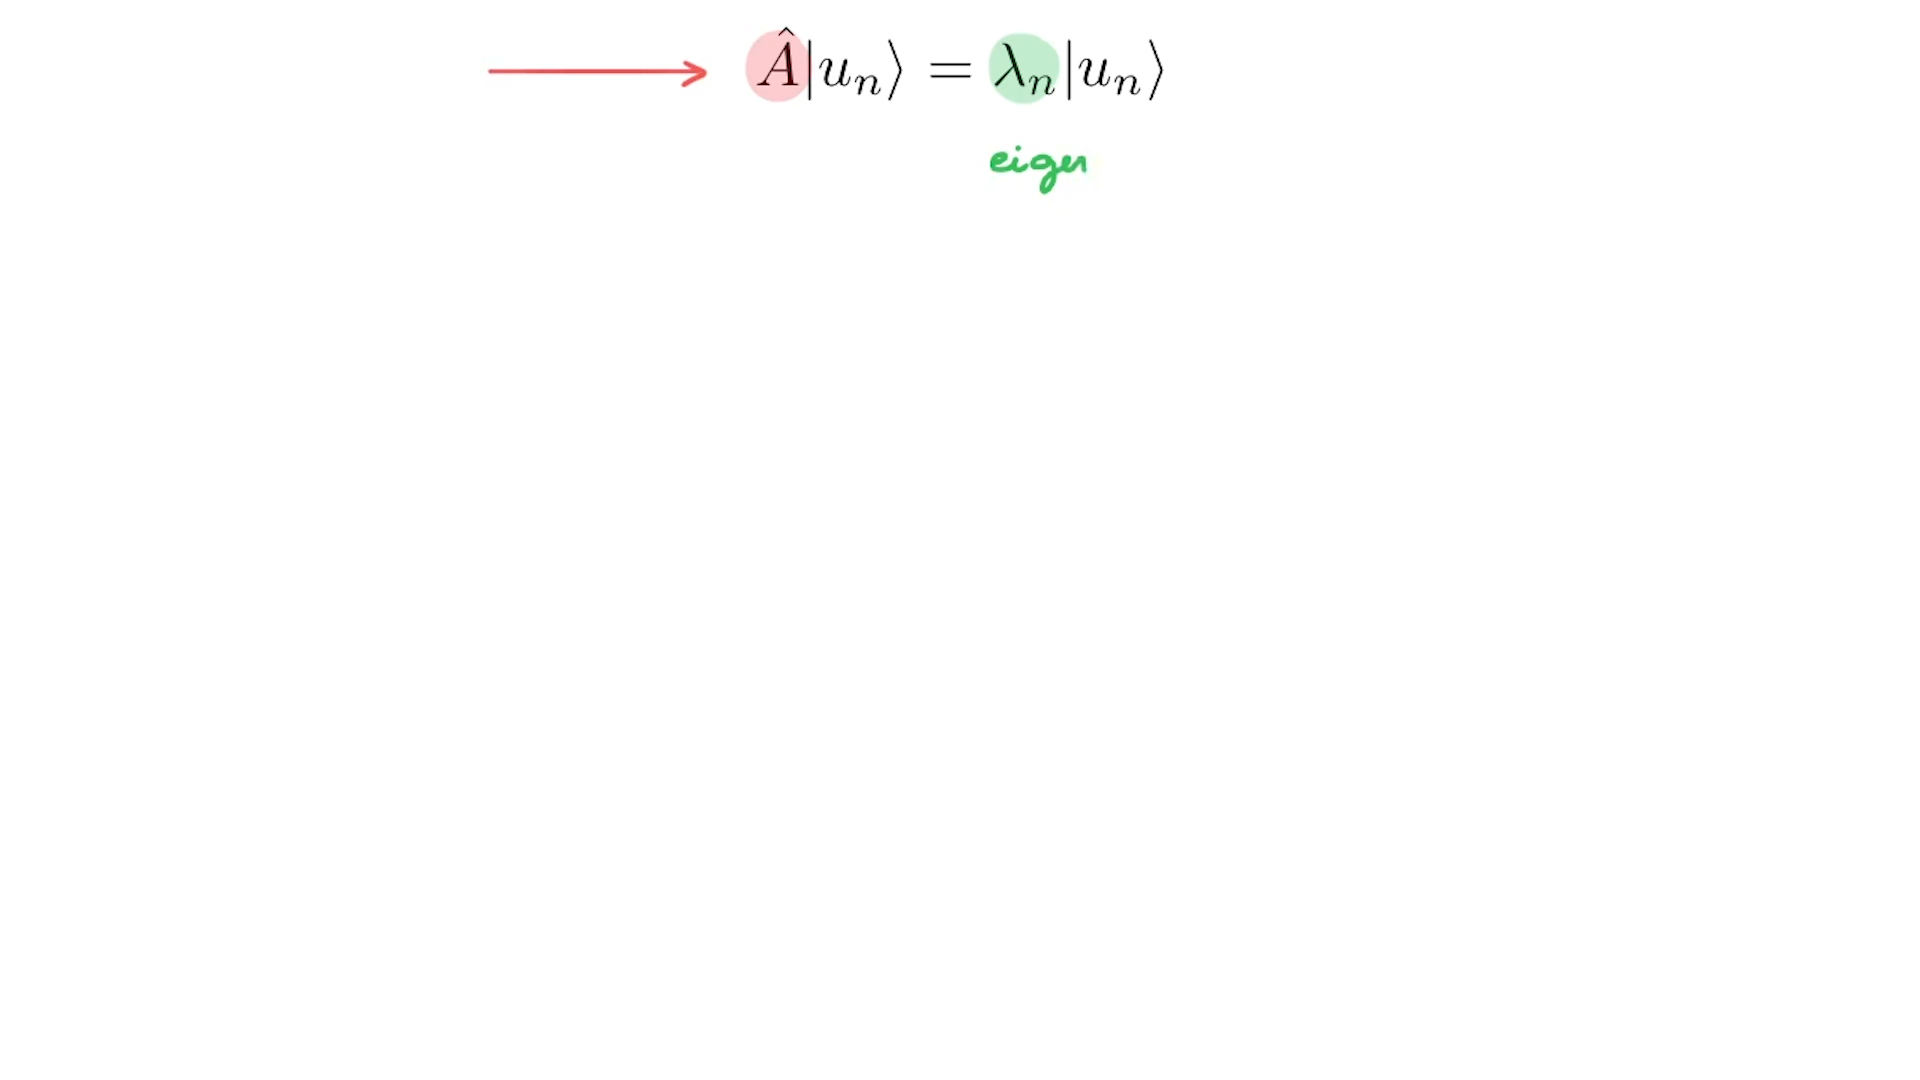 Â|uₙ⟩ = λₙ|uₙ⟩
eigen